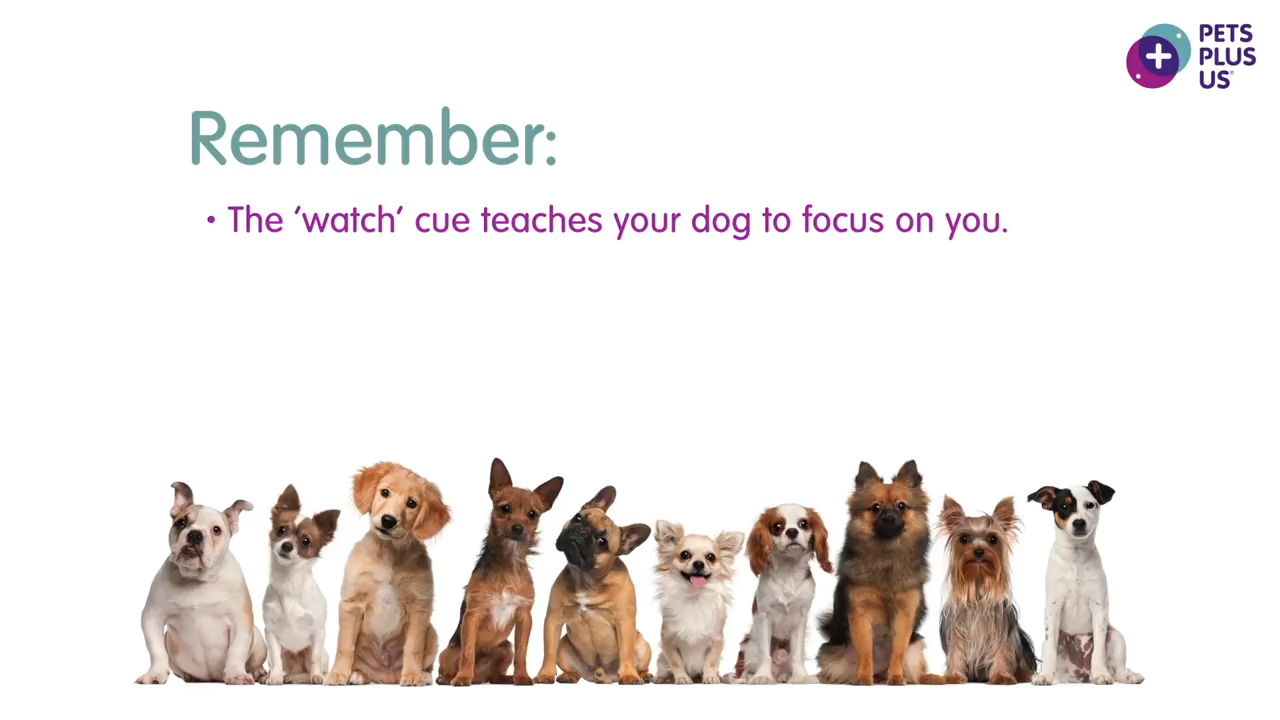 PETS
PLUS
US®
Remember:
• The ‘watch’ cue teaches your dog to focus on you.